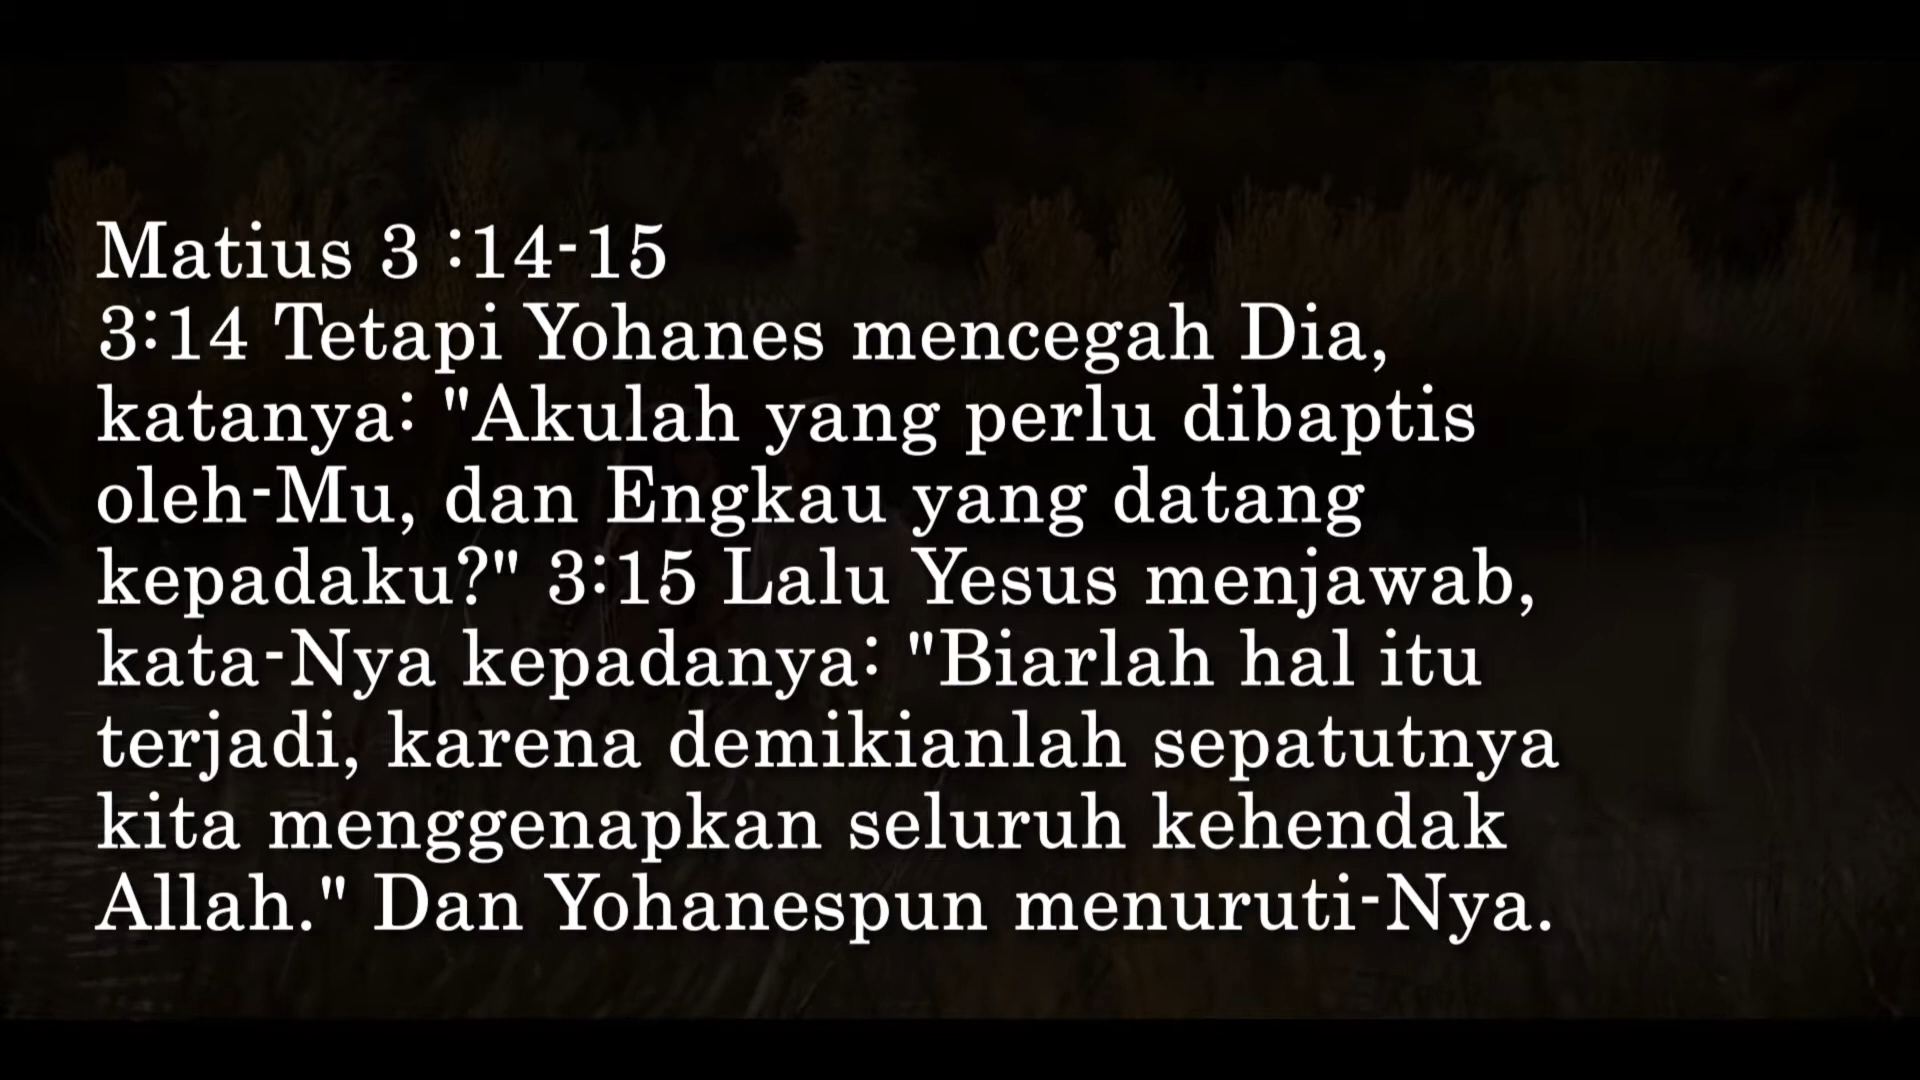 Matius 3 :14-15
3:14 Tetapi Yohanes mencegah Dia,
katanya: "Akulah yang perlu dibaptis
oleh-Mu, dan Engkau yang datang
kepadaku?" 3:15 Lalu Yesus menjawab,
kata-Nya kepadanya: "Biarlah hal itu
terjadi, karena demikianlah sepatutnya
kita menggenapkan seluruh kehendak
Allah." Dan Yohanespun menuruti-Nya.